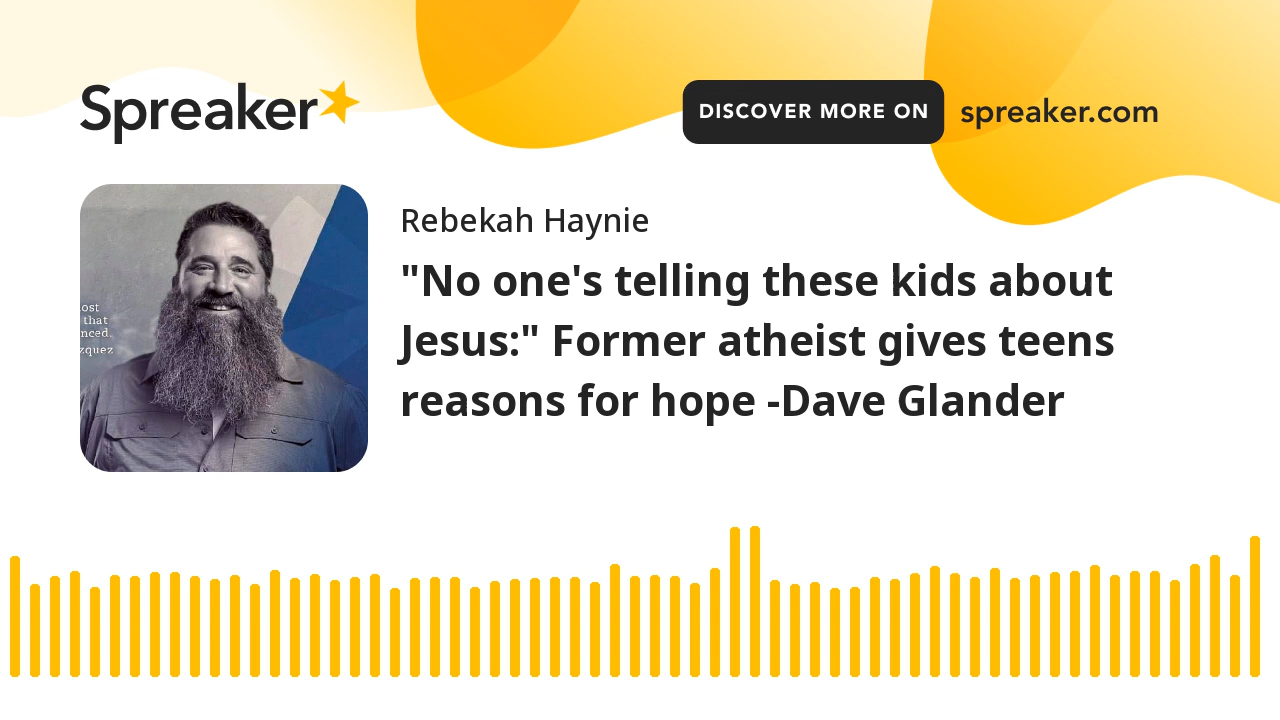 Spreaker
DISCOVER MORE ON
spreaker.com
Rebekah Haynie
"No one's telling these kids about
Jesus:" Former atheist gives teens
reasons for hope -Dave Glander
that